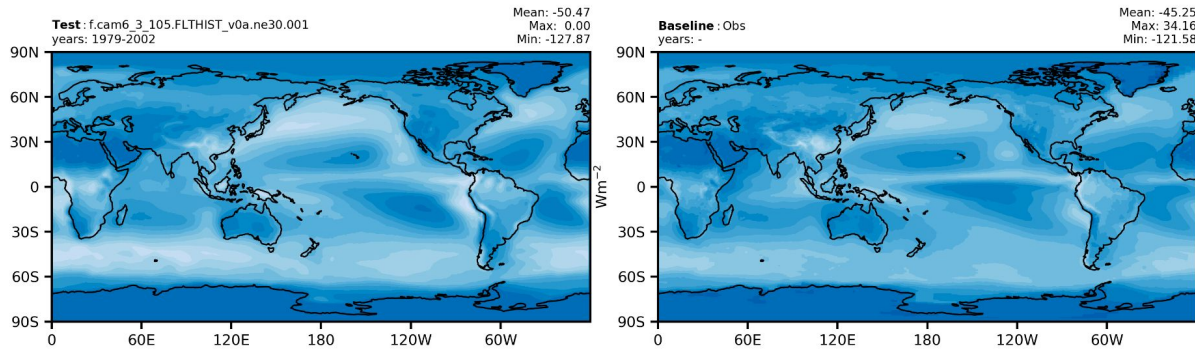 Test : f.cam6_3_105.FLTHIST_v0a.ne30.001
years: 1979-2002
Mean: -50.47
Max: 0.00
Min: -127.87
90N
60N
30N
0
30S
60S
90S
0 60E 120E 180 120W 60W
Wm⁻²
Baseline : Obs
years: -
Mean: -45.25
Max: 34.16
Min: -121.58
90N
60N
30N
0
30S
60S
90S
0 60E 120E 180 120W 60W